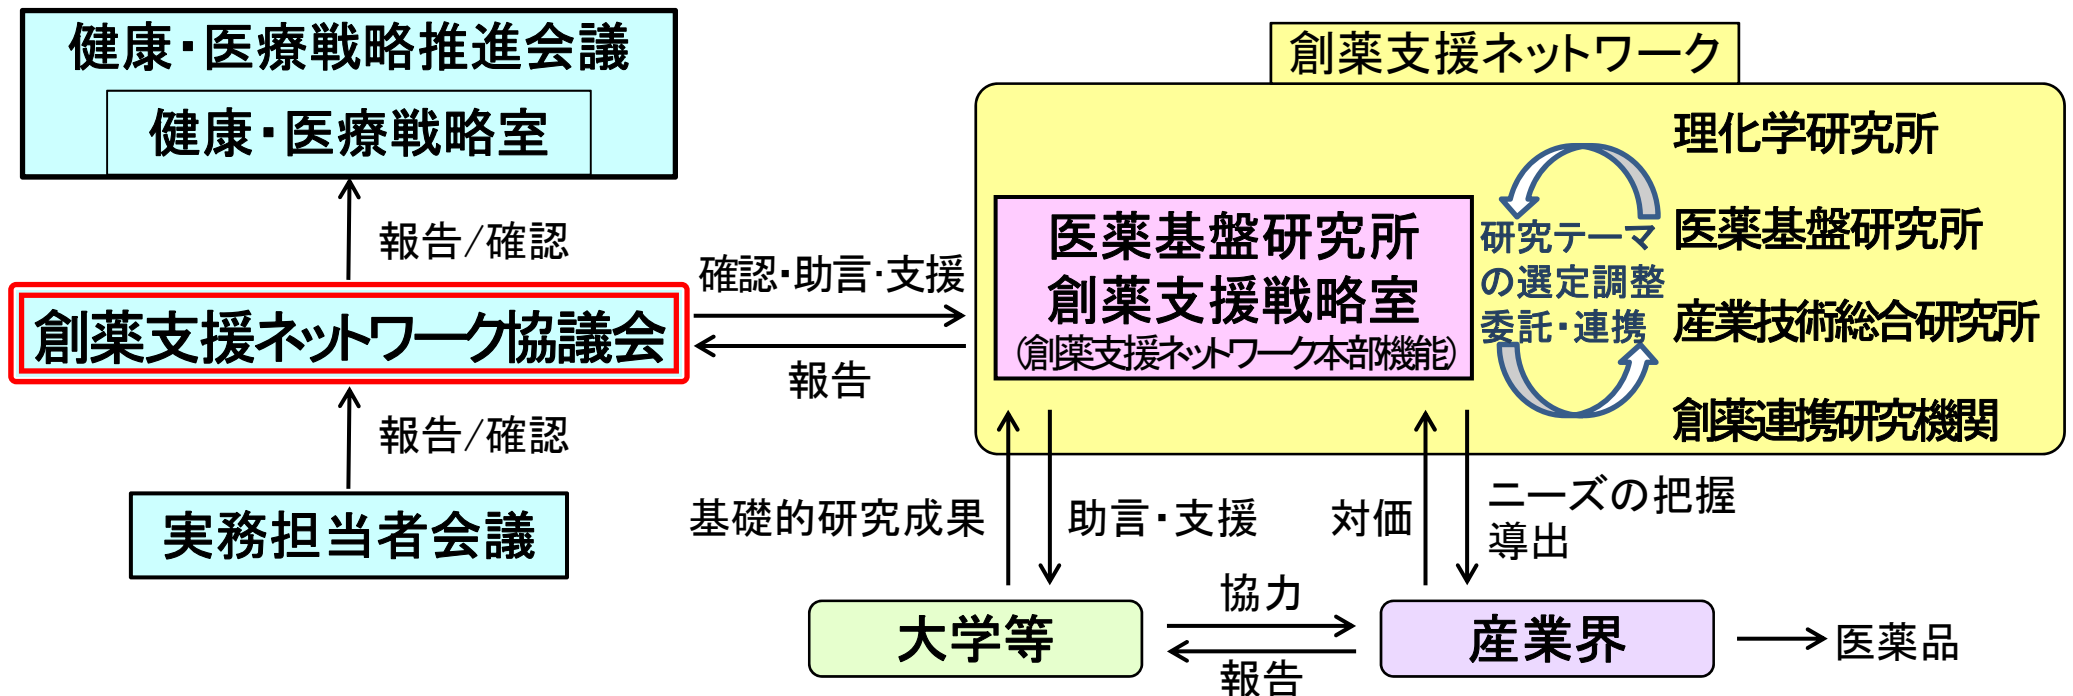 健康・医療戦略推進会議
健康・医療戦略室
報告/確認
創薬支援ネットワーク協議会
報告/確認
実務担当者会議
確認・助言・支援
報告
創薬支援ネットワーク
医薬基盤研究所
創薬支援戦略室
(創薬支援ネットワーク本部機能)
研究テーマ
の選定調整
委託・連携
理化学研究所
医薬基盤研究所
産業技術総合研究所
創薬連携研究機関
基礎的研究成果
助言・支援
対価
ニーズの把握
導出
大学等
協力
報告
産業界
医薬品